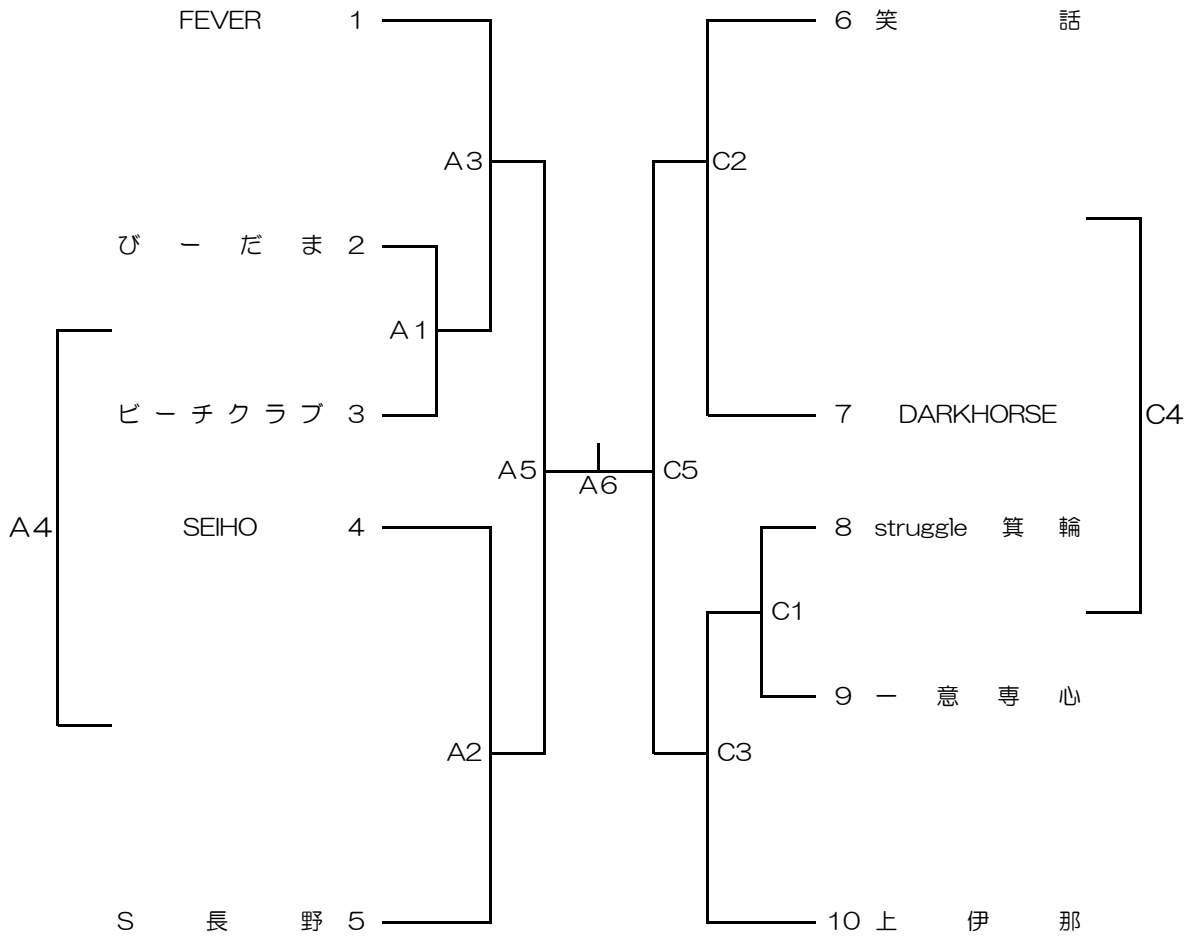 FEVER 1
6 笑話
A3
C2
びーだま 2
A1
ビーチクラブ 3
7 DARKHORSE
C4
A5
A6
C5
A4
SEIHO 4
8 struggle 箕輪
C1
9 一意専心
A2
C3
S長野 5
10 上伊那